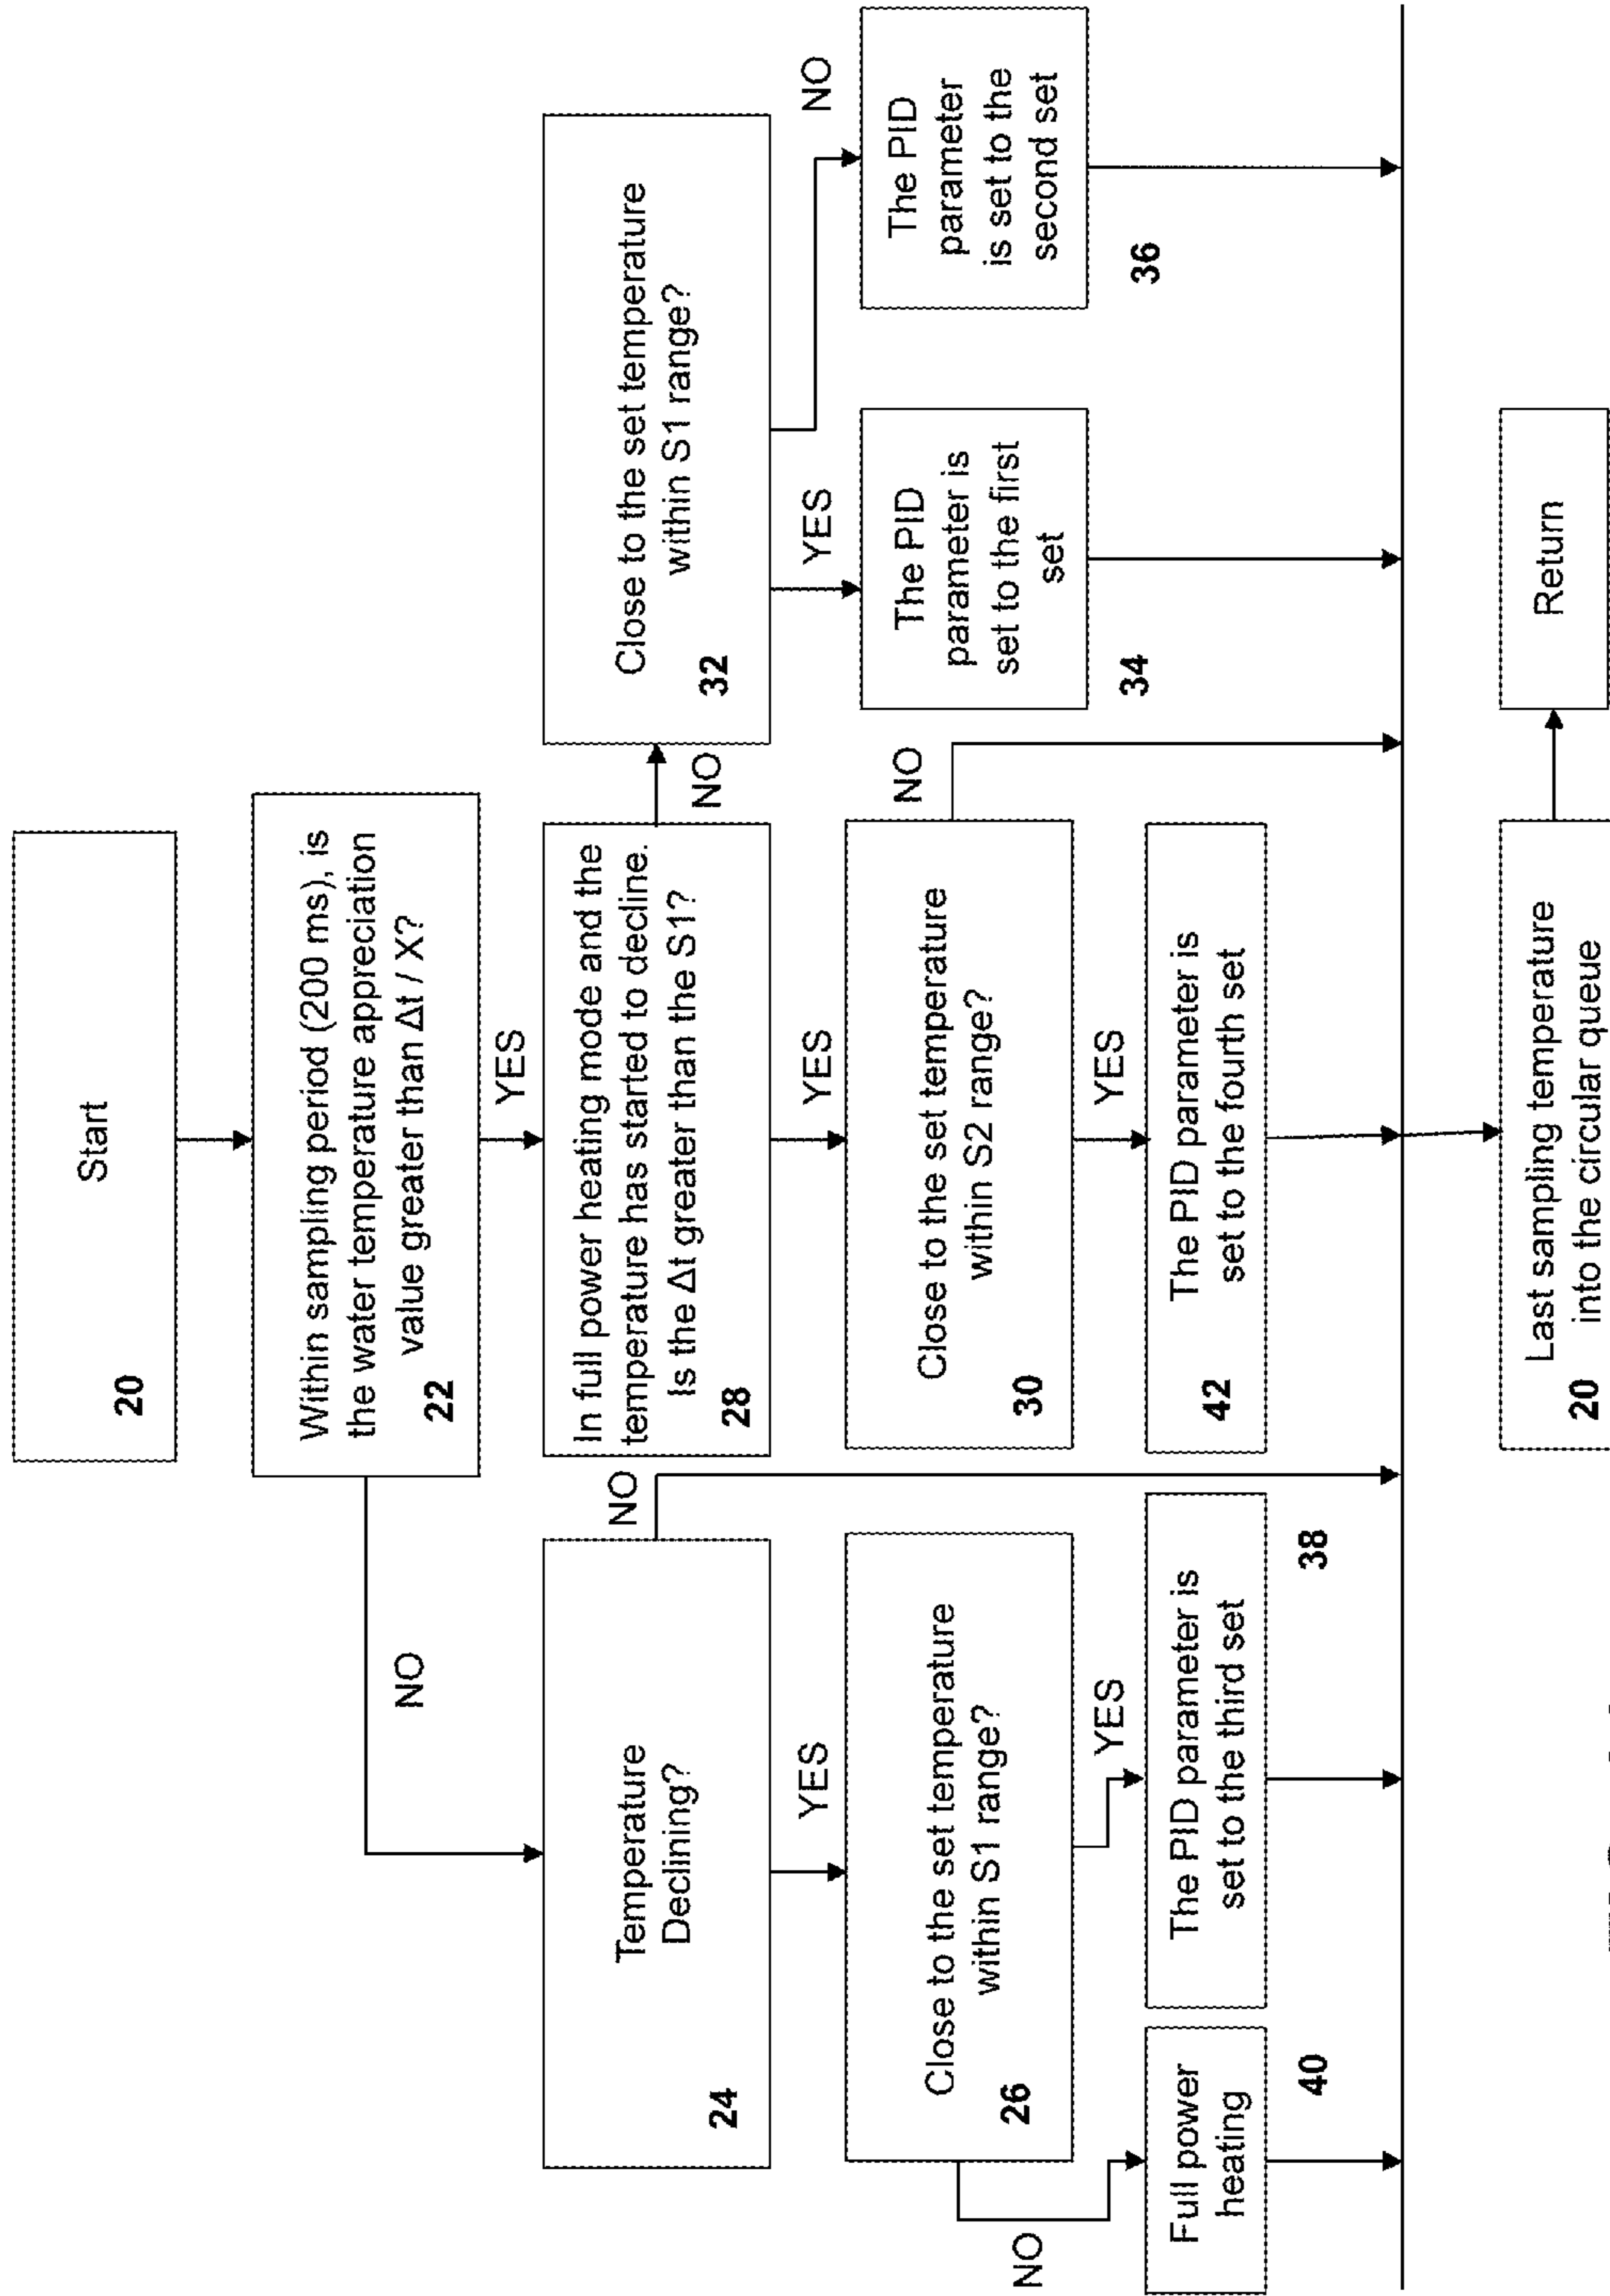 Start
20
Within sampling period (200 ms), is
the water temperature appreciation
value greater than Δt / X?
22
NO
YES
Temperature
Declining?
24
NO
In full power heating mode and the
temperature has started to decline.
Is the Δt greater than the S1?
28
NO
Close to the set temperature
within S1 range?
32
YES
YES
YES
NO
Close to the set temperature
within S1 range?
26
Close to the set temperature
within S2 range?
30
NO
The PID
parameter is
set to the first
set
34
The PID
parameter
is set to the
second set
36
NO
YES
YES
Full power
heating
40
The PID parameter is
set to the third set
38
The PID parameter is
set to the fourth set
42
Last sampling temperature
into the circular queue
20
Return